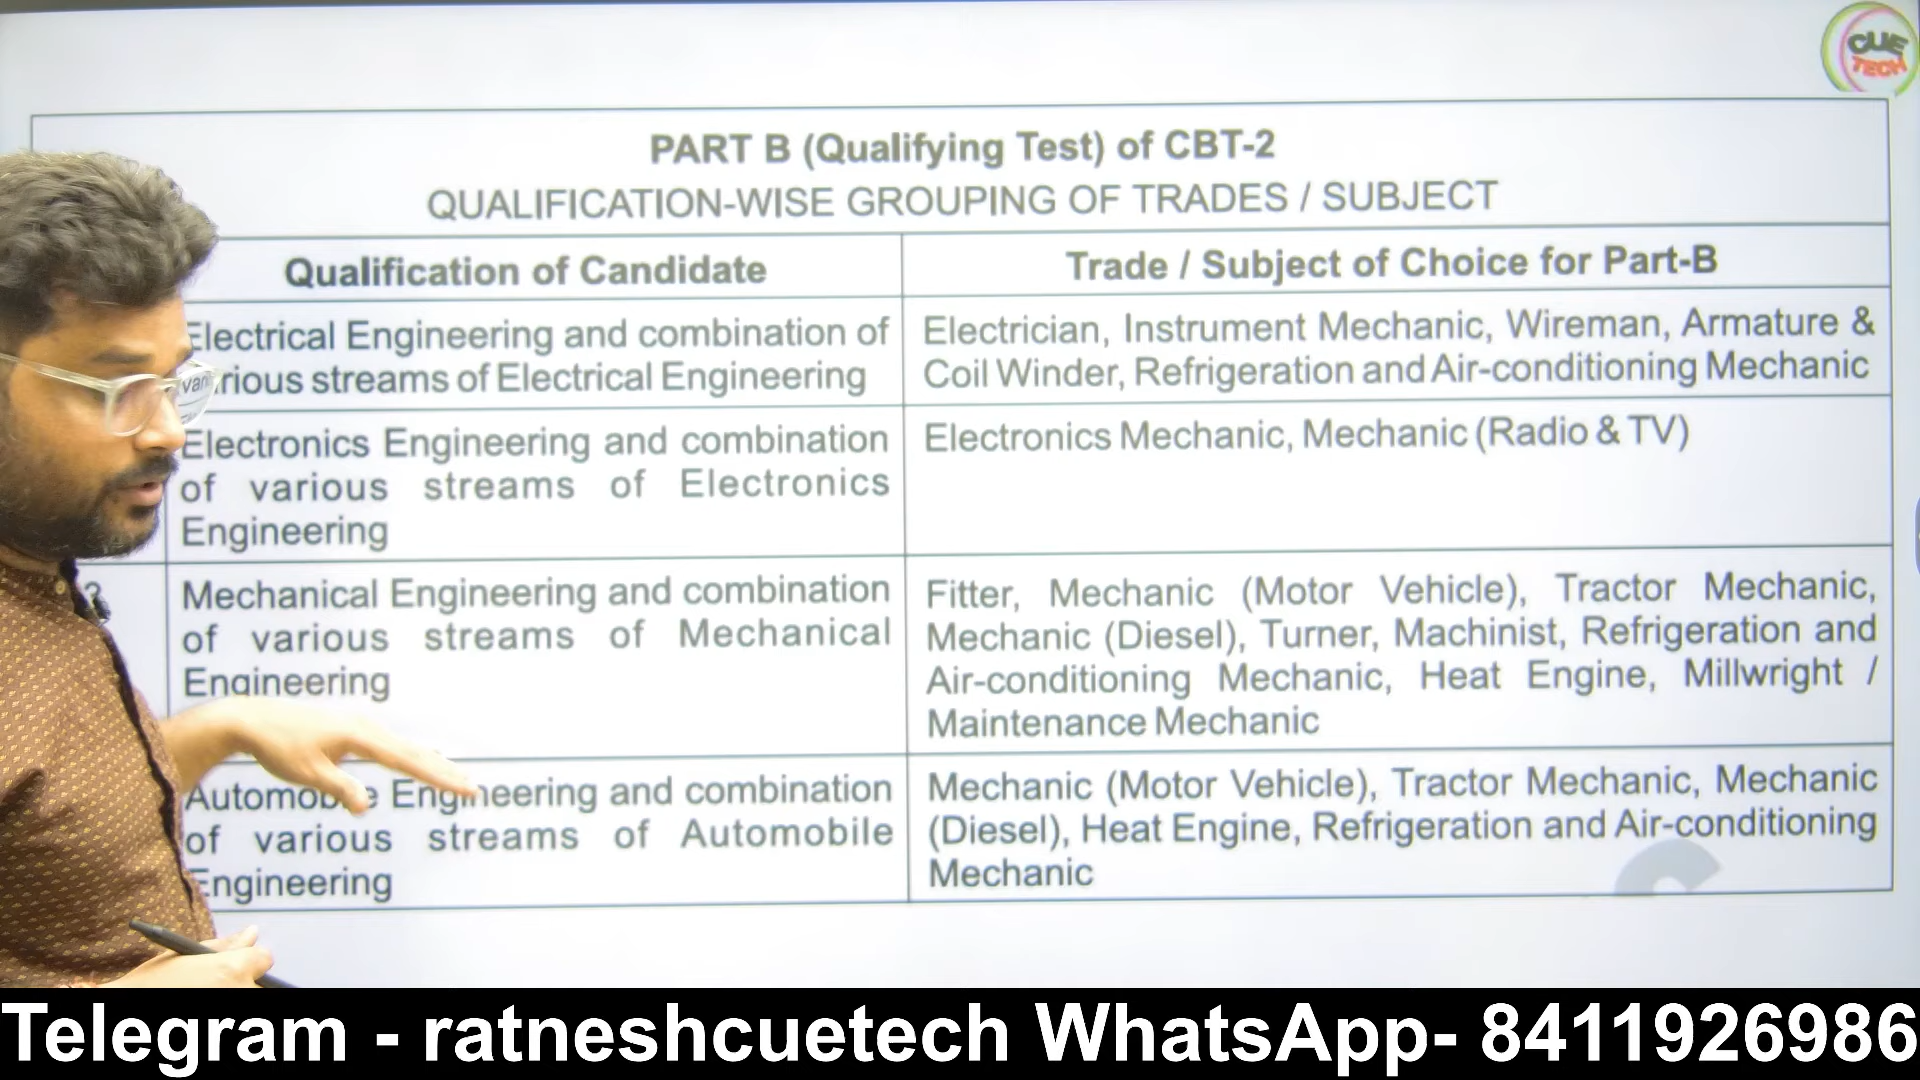 CUE
TECH
PART B (Qualifying Test) of CBT-2
QUALIFICATION-WISE GROUPING OF TRADES / SUBJECT
Qualification of Candidate
Trade / Subject of Choice for Part-B
Electrical Engineering and combination of
rious streams of Electrical Engineering
Electrician, Instrument Mechanic, Wireman, Armature &
Coil Winder, Refrigeration and Air-conditioning Mechanic
Electronics Engineering and combination
of various streams of Electronics
Engineering
Electronics Mechanic, Mechanic (Radio & TV)
3
Mechanical Engineering and combination
of various streams of Mechanical
Engineering
Fitter, Mechanic (Motor Vehicle), Tractor Mechanic,
Mechanic (Diesel), Turner, Machinist, Refrigeration and
Air-conditioning Mechanic, Heat Engine, Millwright /
Maintenance Mechanic
Automobile Engineering and combination
of various streams of Automobile
Engineering
Mechanic (Motor Vehicle), Tractor Mechanic, Mechanic
(Diesel), Heat Engine, Refrigeration and Air-conditioning
Mechanic
Telegram - ratneshcuetech WhatsApp- 8411926986